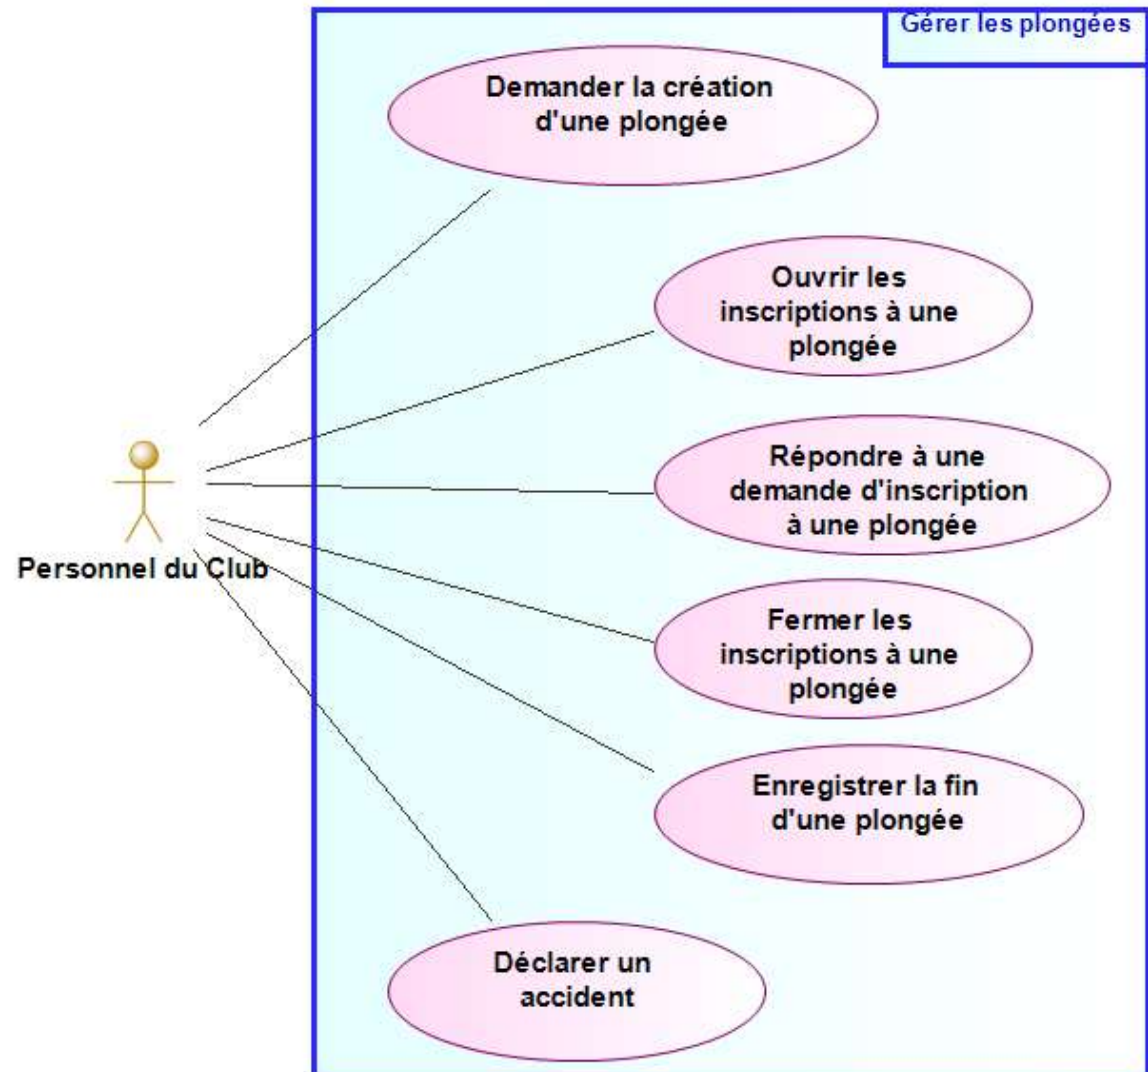 Gérer les plongées
Demander la création
d'une plongée
Ouvrir les
inscriptions à une
plongée
Répondre à une
demande d'inscription
à une plongée
Personnel du Club
Fermer les
inscriptions à une
plongée
Enregistrer la fin
d'une plongée
Déclarer un
accident